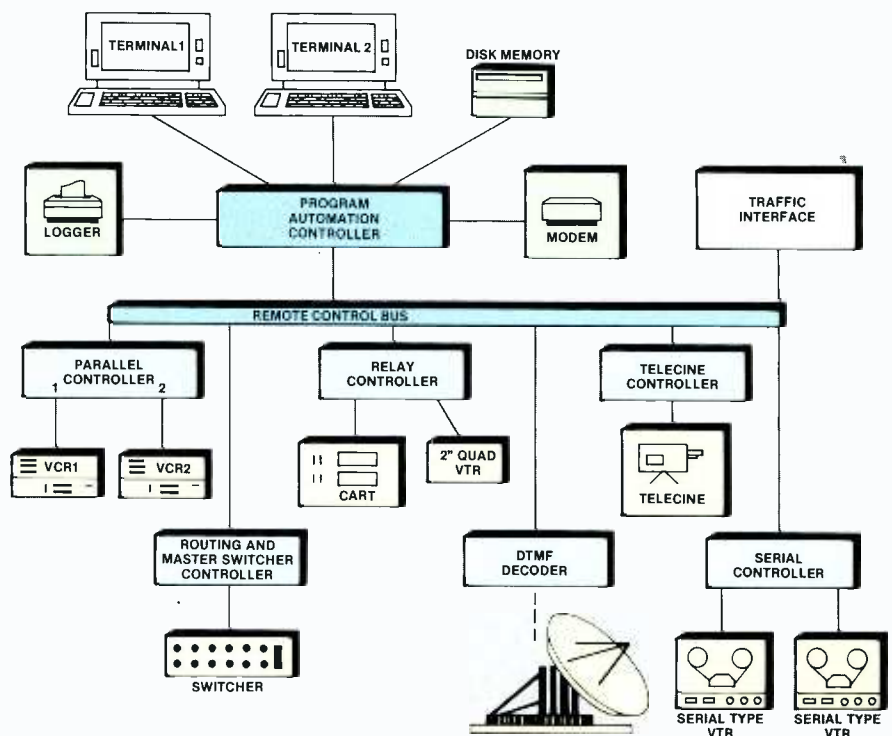 TERMINAL 1
TERMINAL 2
DISK MEMORY
LOGGER
PROGRAM
AUTOMATION
CONTROLLER
MODEM
TRAFFIC
INTERFACE
REMOTE CONTROL BUS
PARALLEL
CONTROLLER
1 2
RELAY
CONTROLLER
TELECINE
CONTROLLER
VCR1
VCR2
CART
2" QUAD
VTR
TELECINE
ROUTING AND
MASTER SWITCHER
CONTROLLER
DTMF
DECODER
SERIAL
CONTROLLER
SWITCHER
SERIAL TYPE
VTR
SERIAL TYPE
VTR